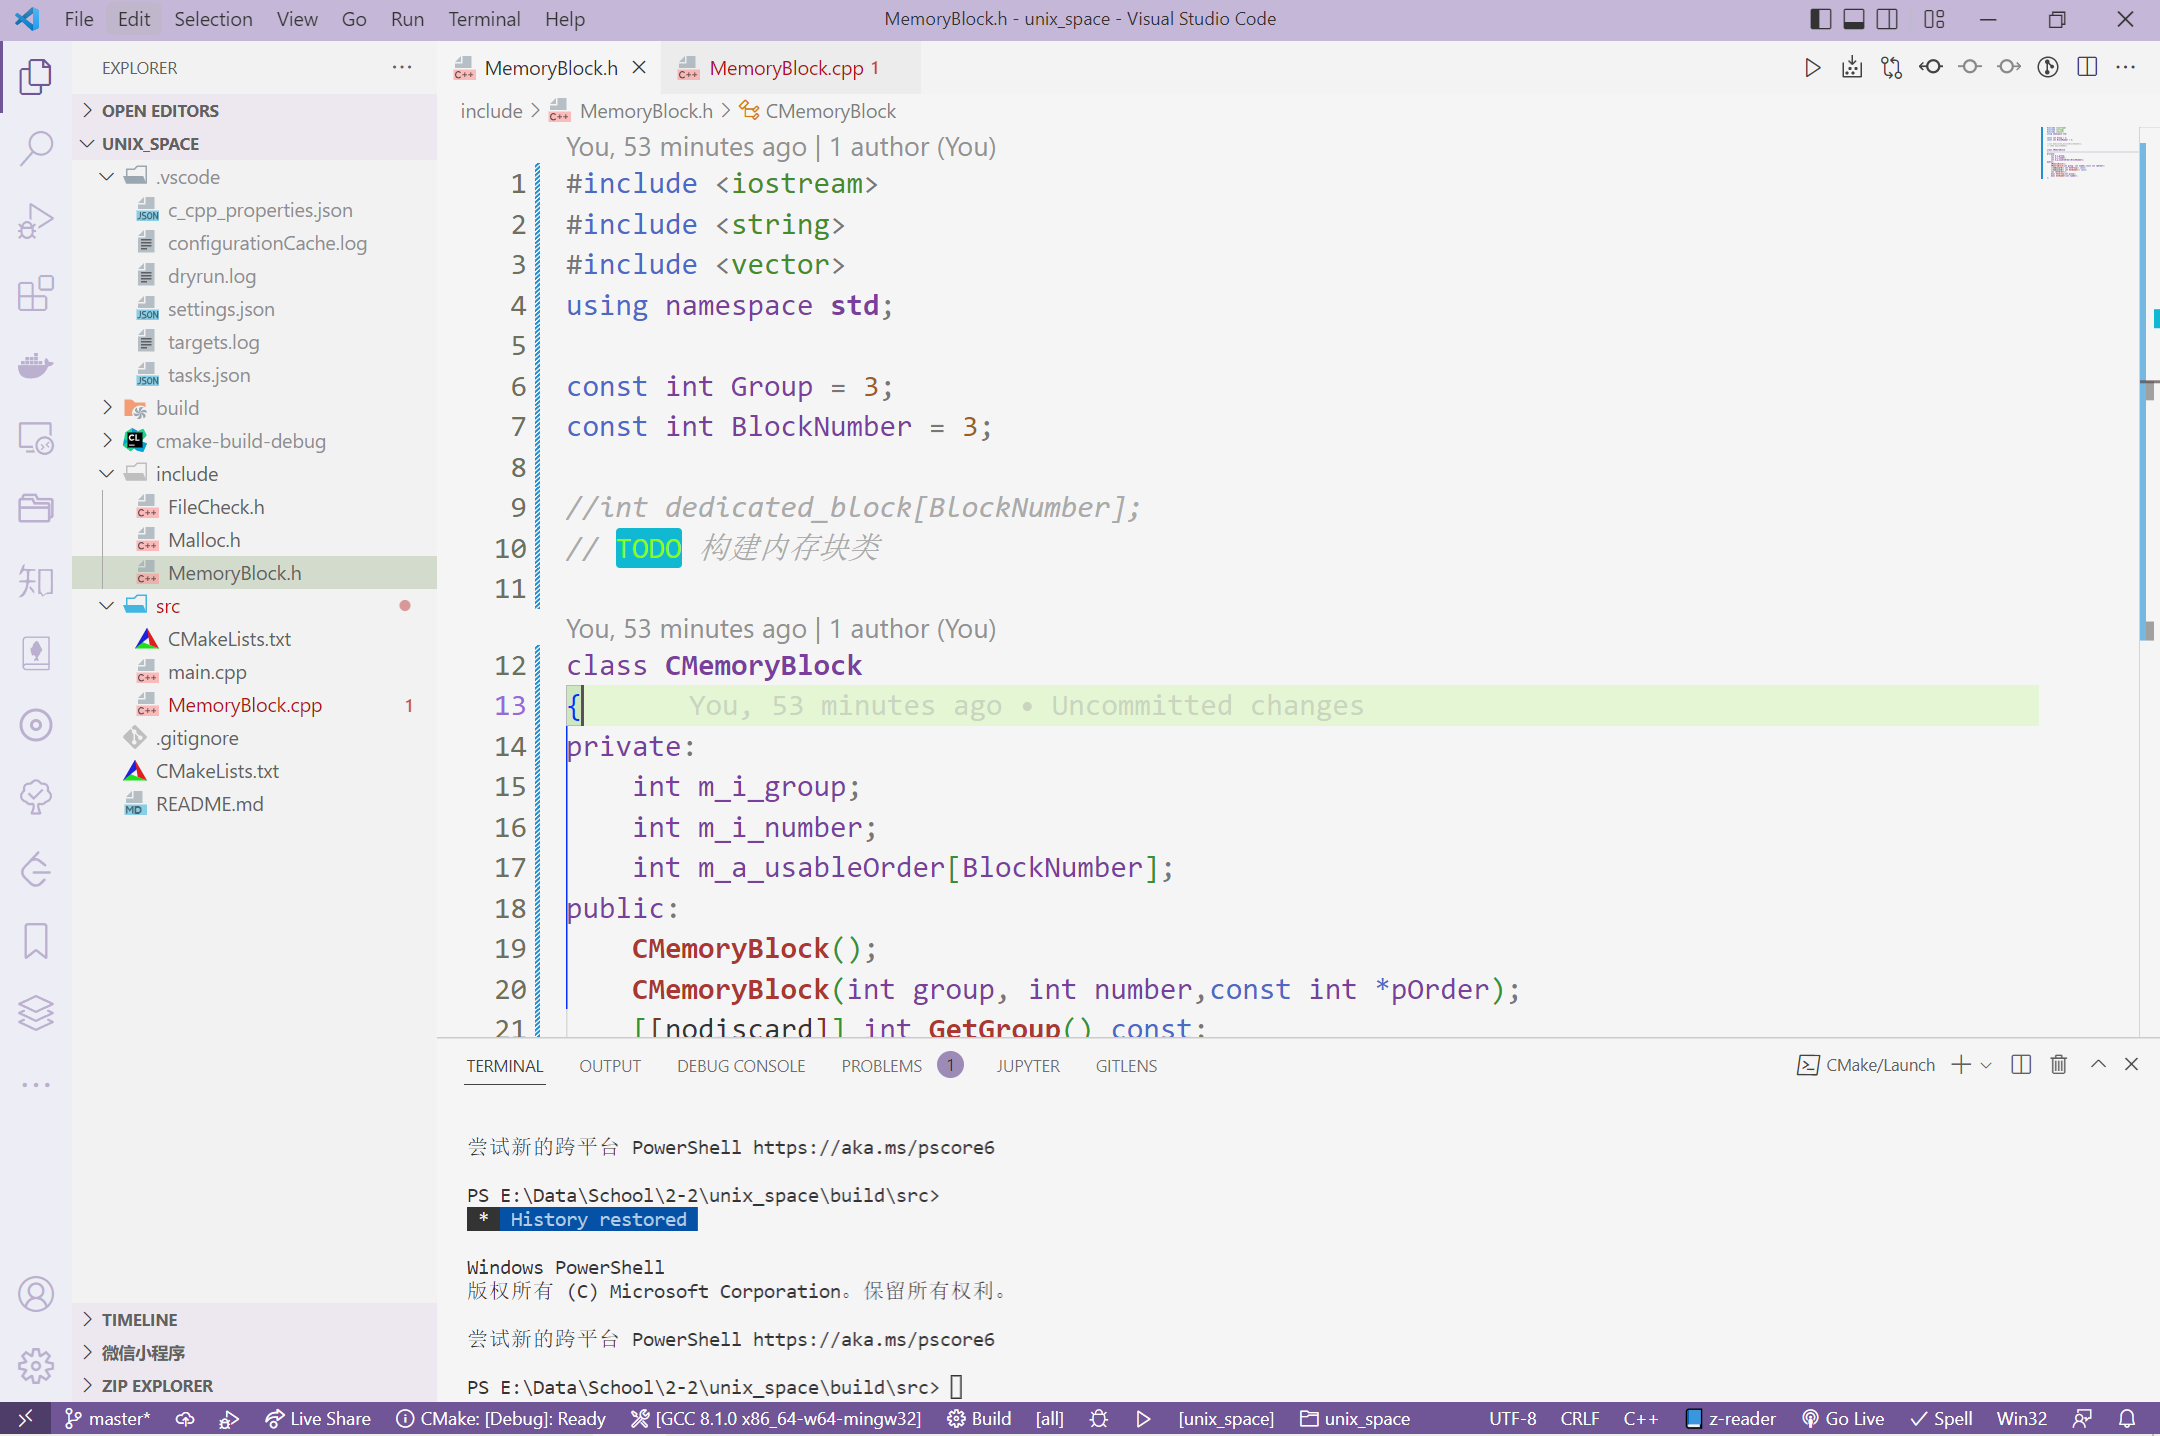 File Edit Selection View Go Run Terminal Help
MemoryBlock.h - unix_space - Visual Studio Code
EXPLORER
OPEN EDITORS
UNIX_SPACE
.vscode
c_cpp_properties.json
configurationCache.log
dryrun.log
settings.json
targets.log
tasks.json
build
cmake-build-debug
include
FileCheck.h
Malloc.h
MemoryBlock.h
src
CMakeLists.txt
main.cpp
MemoryBlock.cpp 1
.gitignore
CMakeLists.txt
README.md
TIMELINE
微信小程序
ZIP EXPLORER
MemoryBlock.h
MemoryBlock.cpp 1
include > MemoryBlock.h > CMemoryBlock
You, 53 minutes ago | 1 author (You)
1 #include <iostream>
2 #include <string>
3 #include <vector>
4 using namespace std;
5
6 const int Group = 3;
7 const int BlockNumber = 3;
8
9 //int dedicated_block[BlockNumber];
10 // TODO 构建内存块类
11
You, 53 minutes ago | 1 author (You)
12 class CMemoryBlock
13 { You, 53 minutes ago • Uncommitted changes
14 private:
15 int m_i_group;
16 int m_i_number;
17 int m_a_usableOrder[BlockNumber];
18 public:
19 CMemoryBlock();
20 CMemoryBlock(int group, int number,const int *pOrder);
21 [[nodiscard]] int GetGroup() const;
TERMINAL OUTPUT DEBUG CONSOLE PROBLEMS 1 JUPYTER GITLENS
CMake/Launch
尝试新的跨平台 PowerShell https://aka.ms/pscore6
PS E:\Data\School\2-2\unix_space\build\src>
* History restored
Windows PowerShell
版权所有 (C) Microsoft Corporation。保留所有权利。
尝试新的跨平台 PowerShell https://aka.ms/pscore6
PS E:\Data\School\2-2\unix_space\build\src>
master* Live Share CMake: [Debug]: Ready [GCC 8.1.0 x86_64-w64-mingw32] Build [all] [unix_space] unix_space UTF-8 CRLF C++ z-reader Go Live Spell Win32